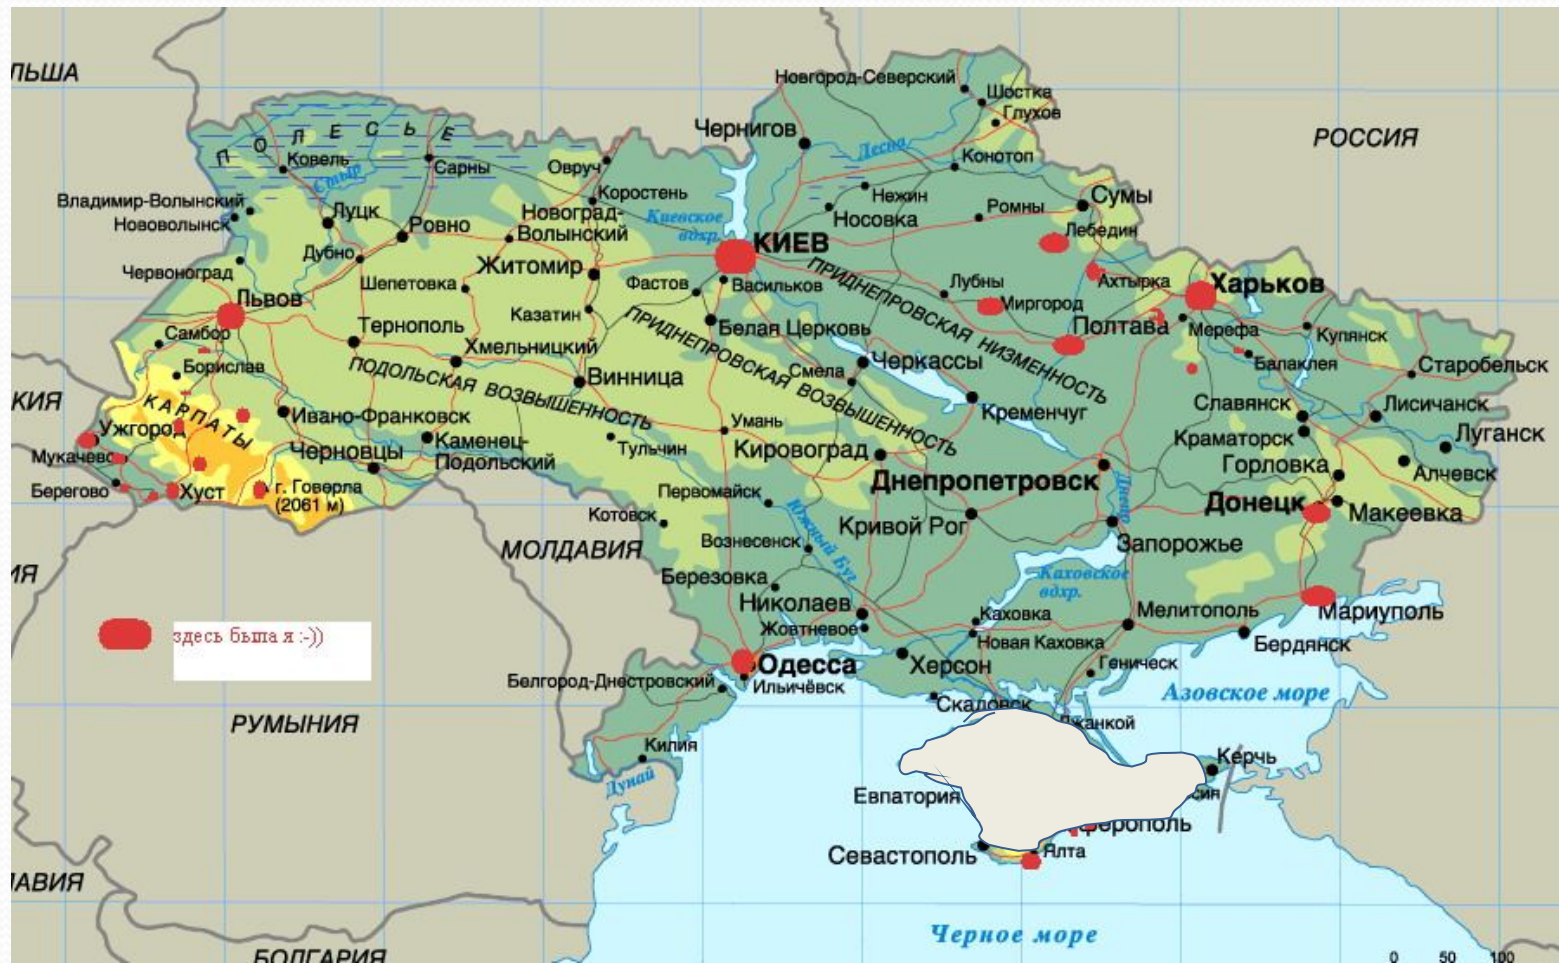 ЛЬША
Новгород-Северский
Шостка
Глухов
Чернигов
РОССИЯ
ПОЛЕСЬЕ
Десна
Ковель
Сарны
Овруч
Конотоп
Стыр
Коростень
Нежин
Сумы
Владимир-Волынский
Луцк
Новоград-
Волынский
Киевское
вдхр.
Носовка
Ромны
Нововолынск
Ровно
Лебедин
Дубно
КИЕВ
Червоноград
Житомир
Шепетовка
Фастов
Васильков
ПРИДНЕПРОВСКАЯ НИЗМЕННОСТЬ
Лубны
Ахтырка
Харьков
Львов
Казатин
Миргород
Самбор
Тернополь
ПРИДНЕПРОВСКАЯ ВОЗВЫШЕННОСТЬ
Белая Церковь
Полтава
Мерефа
Купянск
Хмельницкий
Борислав
ПОДОЛЬСКАЯ ВОЗВЫШЕННОСТЬ
Винница
Смела
Черкассы
Балаклея
Старобельск
КИЯ
КАРПАТЫ
Ивано-Франковск
Кременчуг
Славянск
Лисичанск
Ужгород
Умань
Луганск
Мукачево
Черновцы
Каменец-
Подольский
Тульчин
Кировоград
Краматорск
Горловка
Алчевск
Берегово
Хуст
г. Говерла
(2061 м)
Первомайск
Днепропетровск
Днепр
Донецк
Макеевка
Котовск
Южный Буг
Кривой Рог
МОЛДАВИЯ
Вознесенск
Запорожье
ИЯ
Березовка
Каховское
вдхр.
Николаев
Каховка
Мелитополь
Мариуполь
здесь была я :-))
Жовтневое
Новая Каховка
Бердянск
Одесса
Херсон
Геническ
Белгород-Днестровский
Ильичёвск
Азовское море
Скадовск
РУМЫНИЯ
Джанкой
Килия
Дунай
Керчь
Евпатория
сия
ферополь
Севастополь
Ялта
АВИЯ
Черное море
БОЛГАРИЯ
0 50 100